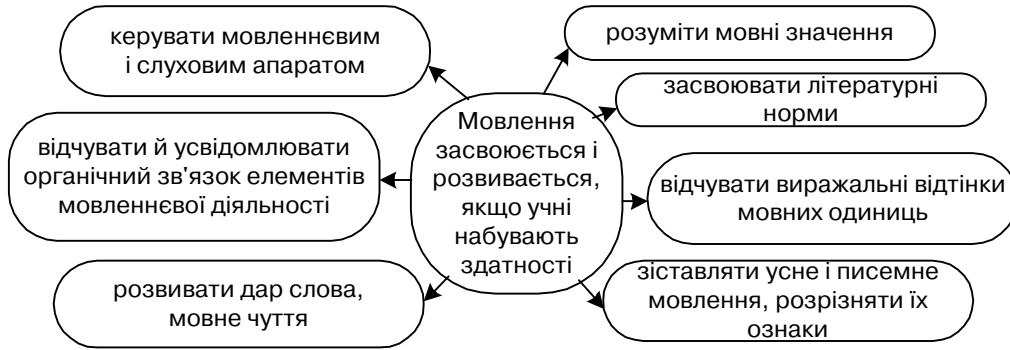 керувати мовленнєвим
і слуховим апаратом
розуміти мовні значення
засвоювати літературні
норми
відчувати й усвідомлювати
органічний зв'язок елементів
мовленнєвої діяльності
Мовлення
засвоюється і
розвивається,
якщо учні
набувають
здатності
відчувати виражальні відтінки
мовних одиниць
розвивати дар слова,
мовне чуття
зіставляти усне і писемне
мовлення, розрізняти їх
ознаки